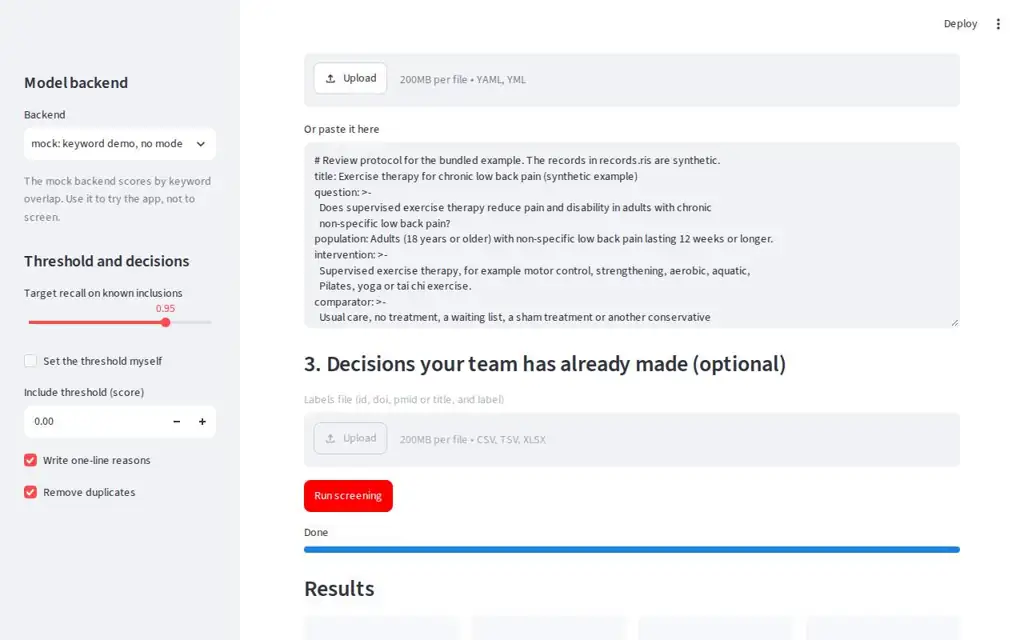 Deploy
Model backend
Backend
mock: keyword demo, no mode
The mock backend scores by keyword
overlap. Use it to try the app, not to
screen.
Threshold and decisions
Target recall on known inclusions
0.95
Set the threshold myself
Include threshold (score)
0.00
Write one-line reasons
Remove duplicates
Upload
200MB per file • YAML, YML
Or paste it here
# Review protocol for the bundled example. The records in records.ris are synthetic.
title: Exercise therapy for chronic low back pain (synthetic example)
question: >-
Does supervised exercise therapy reduce pain and disability in adults with chronic
non-specific low back pain?
population: Adults (18 years or older) with non-specific low back pain lasting 12 weeks or longer.
intervention: >-
Supervised exercise therapy, for example motor control, strengthening, aerobic, aquatic,
Pilates, yoga or tai chi exercise.
comparator: >-
Usual care, no treatment, a waiting list, a sham treatment or another conservative
3. Decisions your team has already made (optional)
Labels file (id, doi, pmid or title, and label)
Upload
200MB per file • CSV, TSV, XLSX
Run screening
Done
Results